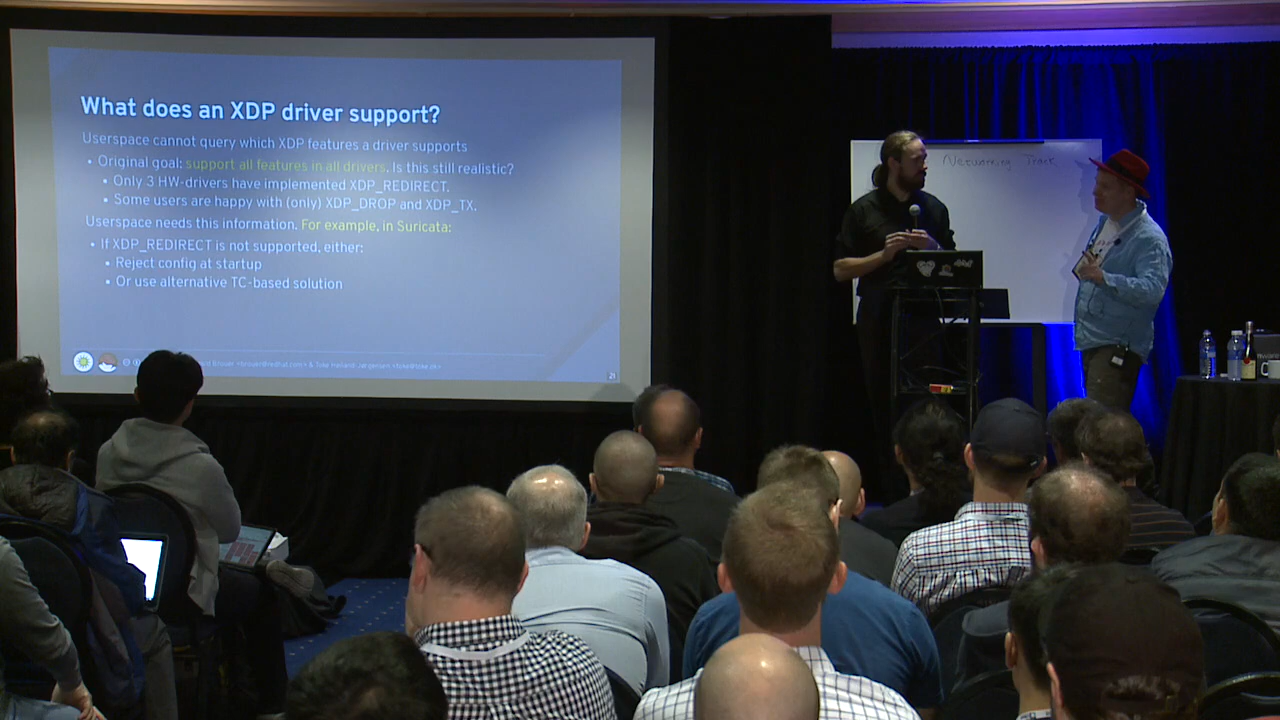 What does an XDP driver support?
Userspace cannot query which XDP features a driver supports
• Original goal: support all features in all drivers. Is this still realistic?
• Only 3 HW-drivers have implemented XDP_REDIRECT.
• Some users are happy with (only) XDP_DROP and XDP_TX.
Userspace needs this information. For example, in Suricata:
• If XDP_REDIRECT is not supported, either:
• Reject config at startup
• Or use alternative TC-based solution
21
Networking Track